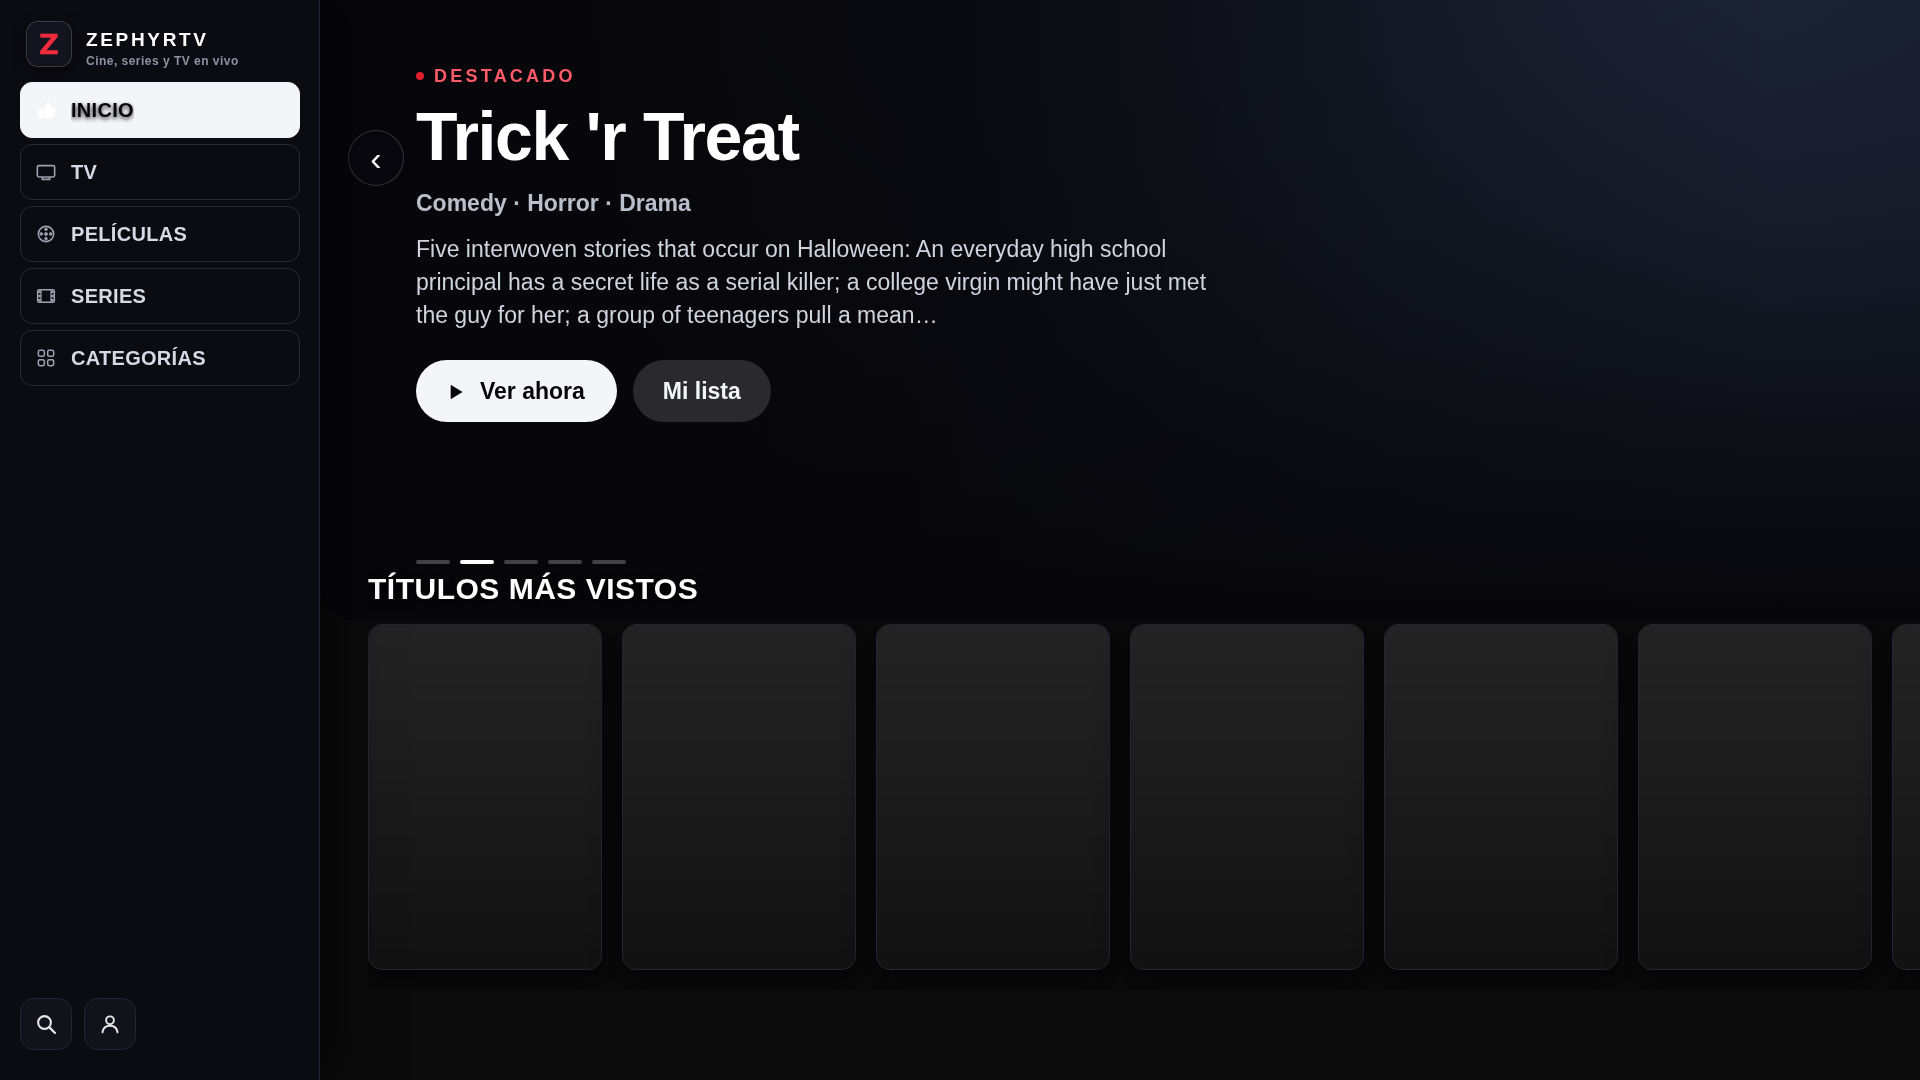 Z
ZEPHYRTV
Cine, series y TV en vivo
INICIO
TV
PELÍCULAS
SERIES
CATEGORÍAS
DESTACADO
Trick 'r Treat
Comedy · Horror · Drama
Five interwoven stories that occur on Halloween: An everyday high school
principal has a secret life as a serial killer; a college virgin might have just met
the guy for her; a group of teenagers pull a mean…
Ver ahora
Mi lista
TÍTULOS MÁS VISTOS